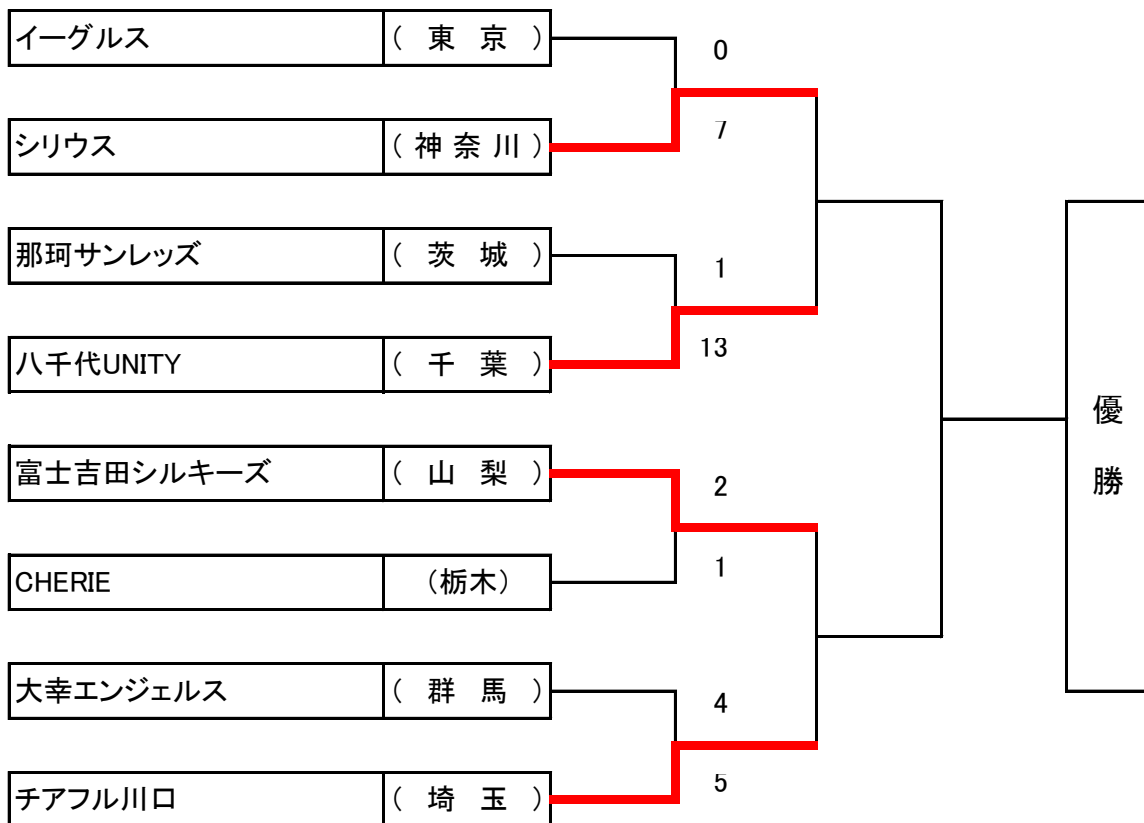 イーグルス ( 東 京 )
0
シリウス ( 神 奈 川 )
7
那珂サンレッズ ( 茨 城 )
1
八千代UNITY ( 千 葉 )
13
富士吉田シルキーズ ( 山 梨 )
2
CHERIE (栃木)
1
大幸エンジェルス ( 群 馬 )
4
チアフル川口 ( 埼 玉 )
5
優
勝